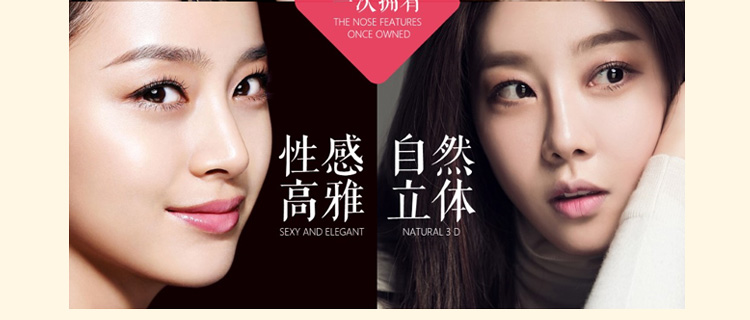 次拥有
THE NOSE FEATURES
ONCE OWNED
性感
高雅
SEXY AND ELEGANT
自然
立体
NATURAL 3 D